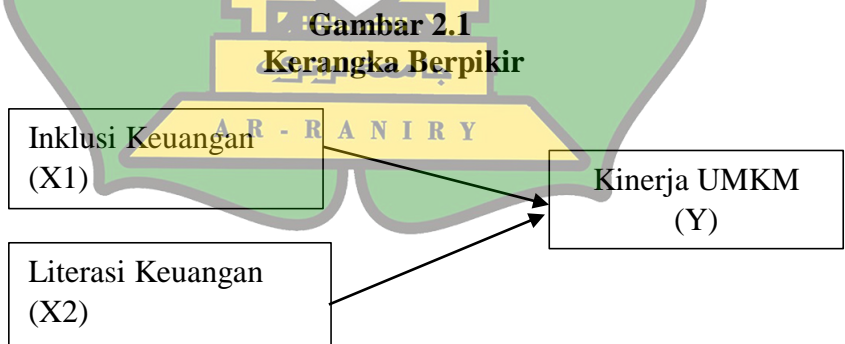 Gambar 2.1
Kerangka Berpikir
AR-RANIRY
Inklusi Keuangan
(X1)
Kinerja UMKM
(Y)
Literasi Keuangan
(X2)